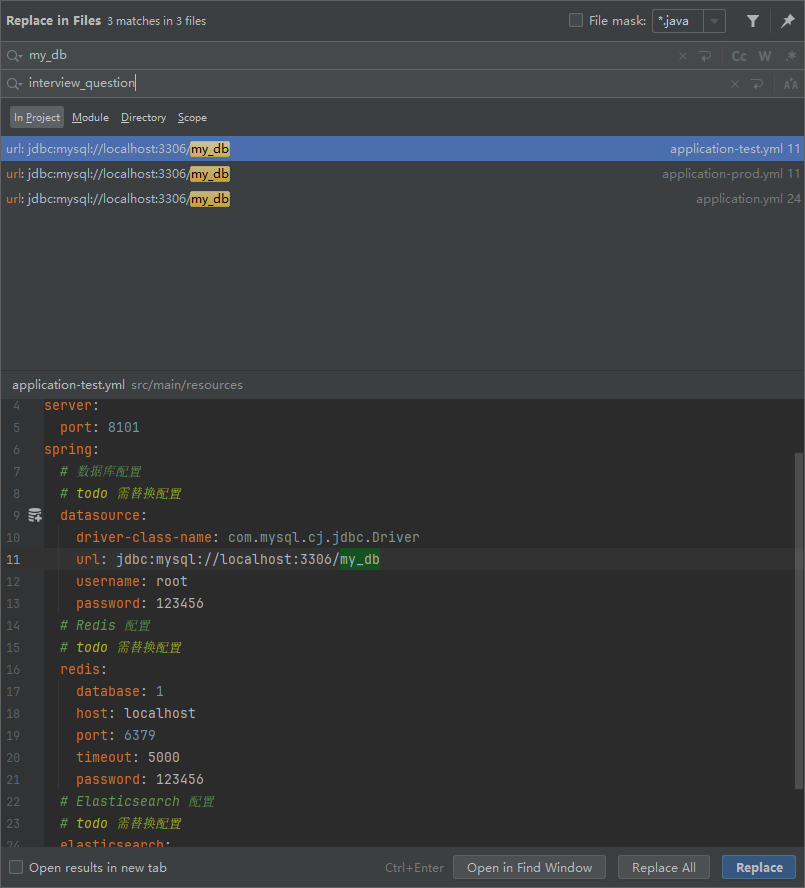 Replace in Files 3 matches in 3 files File mask: *.java
my_db Cc W .*
interview_question AA
In Project Module Directory Scope
url: jdbc:mysql://localhost:3306/my_db application-test.yml 11
url: jdbc:mysql://localhost:3306/my_db application-prod.yml 11
url: jdbc:mysql://localhost:3306/my_db application.yml 24
application-test.yml src/main/resources
4 server:
5 port: 8101
6 spring:
7 # 数据库配置
8 # todo 需替换配置
9 datasource:
10 driver-class-name: com.mysql.cj.jdbc.Driver
11 url: jdbc:mysql://localhost:3306/my_db
12 username: root
13 password: 123456
14 # Redis 配置
15 # todo 需替换配置
16 redis:
17 database: 1
18 host: localhost
19 port: 6379
20 timeout: 5000
21 password: 123456
22 # Elasticsearch 配置
23 # todo 需替换配置
24 elasticsearch:
Open results in new tab Ctrl+Enter Open in Find Window Replace All Replace